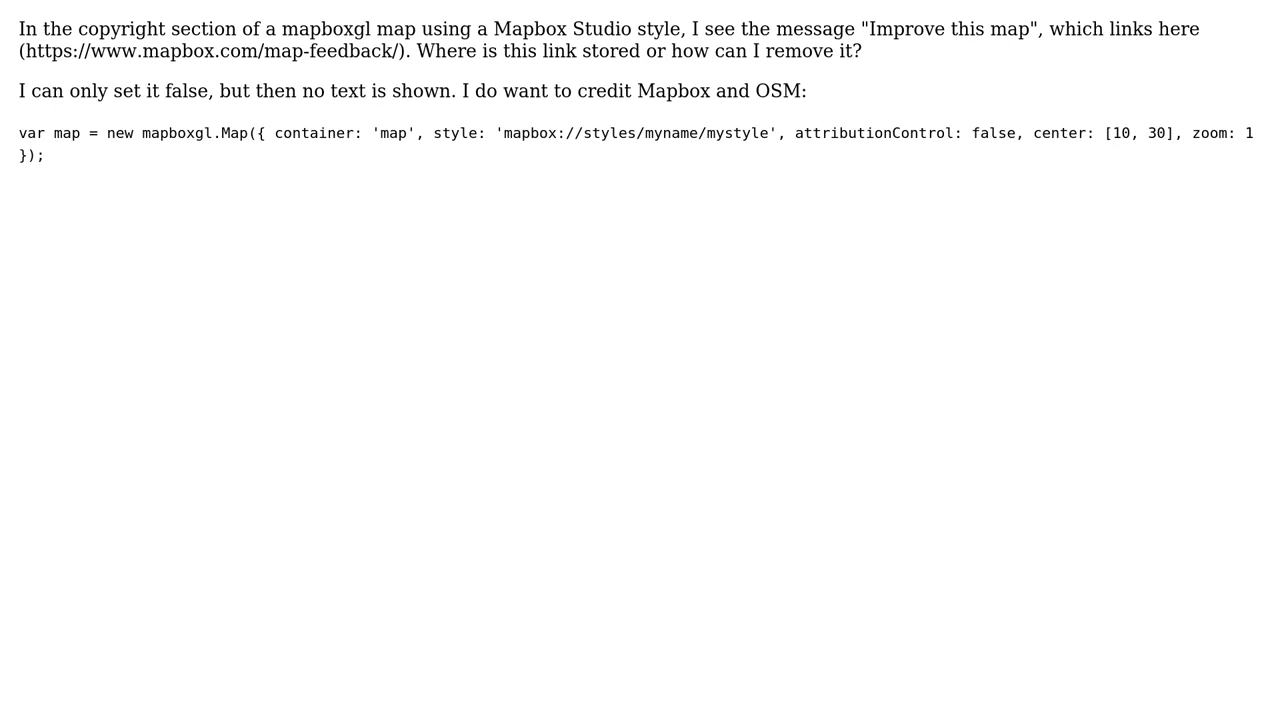 In the copyright section of a mapboxgl map using a Mapbox Studio style, I see the message "Improve this map", which links here
(https://www.mapbox.com/map-feedback/). Where is this link stored or how can I remove it?
I can only set it false, but then no text is shown. I do want to credit Mapbox and OSM:
var map = new mapboxgl.Map({ container: 'map', style: 'mapbox://styles/myname/mystyle', attributionControl: false, center: [10, 30], zoom: 1
});